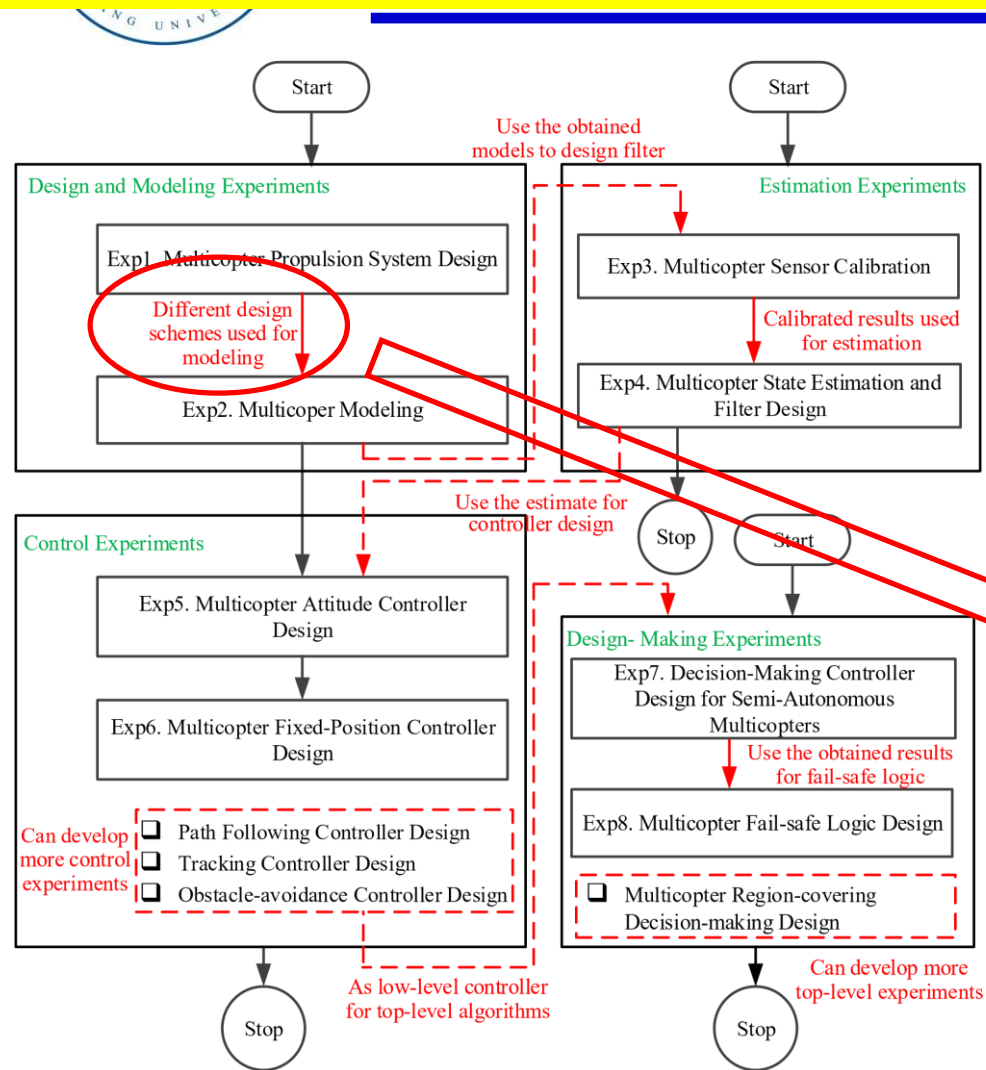 NG UNIVE
Start
Start
Use the obtained
models to design filter
Design and Modeling Experiments
Exp1. Multicopter Propulsion System Design
Different design
schemes used for
modeling
Exp2. Multicoper Modeling
Estimation Experiments
Exp3. Multicopter Sensor Calibration
Calibrated results used
for estimation
Exp4. Multicopter State Estimation and
Filter Design
Use the estimate for
controller design
Stop
Start
Control Experiments
Exp5. Multicopter Attitude Controller
Design
Exp6. Multicopter Fixed-Position Controller
Design
Can develop
more control
experiments
Path Following Controller Design
Tracking Controller Design
Obstacle-avoidance Controller Design
Design- Making Experiments
Exp7. Decision-Making Controller
Design for Semi-Autonomous
Multicopters
Use the obtained results
for fail-safe logic
Exp8. Multicopter Fail-safe Logic Design
Multicopter Region-covering
Decision-making Design
As low-level controller
for top-level algorithms
Can develop more
top-level experiments
Stop
Stop